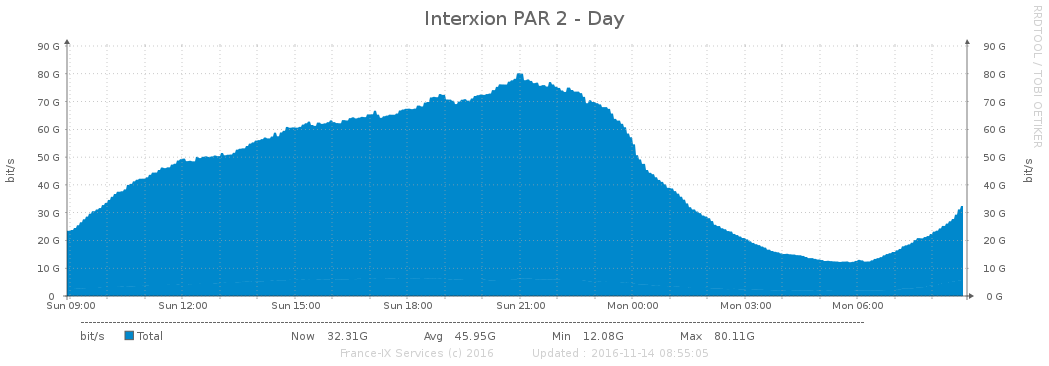 Interxion PAR 2 - Day
RRDTOOL / TOBI OETIKER
bit/s
90 G 90 G
80 G 80 G
70 G 70 G
60 G 60 G
50 G 50 G
40 G 40 G
30 G 30 G
20 G 20 G
10 G 10 G
0 0 G
bit/s
Sun 09:00 Sun 12:00 Sun 15:00 Sun 18:00 Sun 21:00 Mon 00:00 Mon 03:00 Mon 06:00
bit/s Total Now 32.31G Avg 45.95G Min 12.08G Max 80.11G
France-IX Services (c) 2016 Updated : 2016-11-14 08:55:05